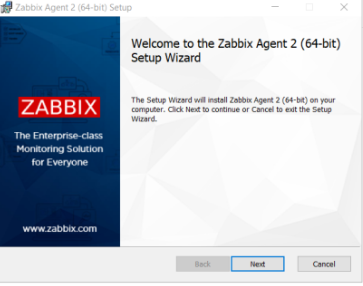 Zabbix Agent 2 (64-bit) Setup
Welcome to the Zabbix Agent 2 (64-bit)
Setup Wizard
ZABBIX
The Enterprise-class
Monitoring Solution
for Everyone
The Setup Wizard will install Zabbix Agent 2 (64-bit) on your
computer. Click Next to continue or Cancel to exit the Setup
Wizard.
www.zabbix.com
Back Next Cancel